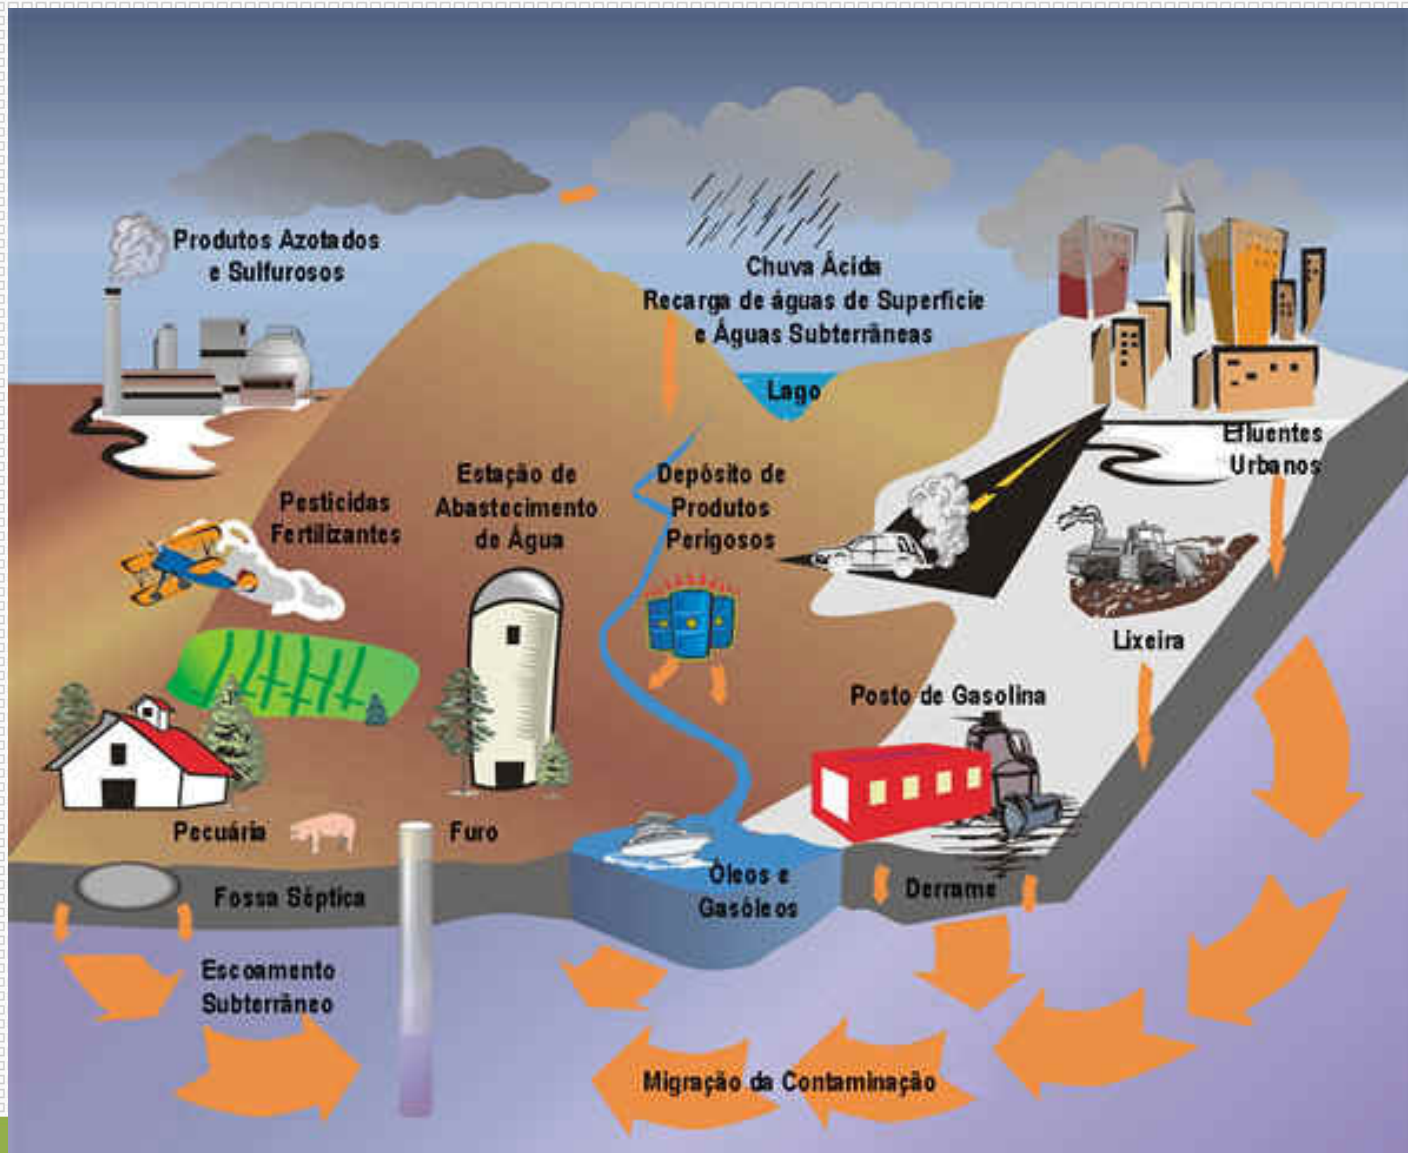 Produtos Azotados
e Sulfurosos
Chuva Ácida
Recarga de águas de Superfície
e Águas Subterrâneas
Lago
Efluentes
Urbanos
Pesticidas
Fertilizantes
Estação de
Abastecimento
de Água
Depósito de
Produtos
Perigosos
Lixeira
Posto de Gasolina
Pecuária
Furo
Fossa Séptica
Óleos e
Gasóleos
Derrame
Escoamento
Subterrâneo
Migração da Contaminação